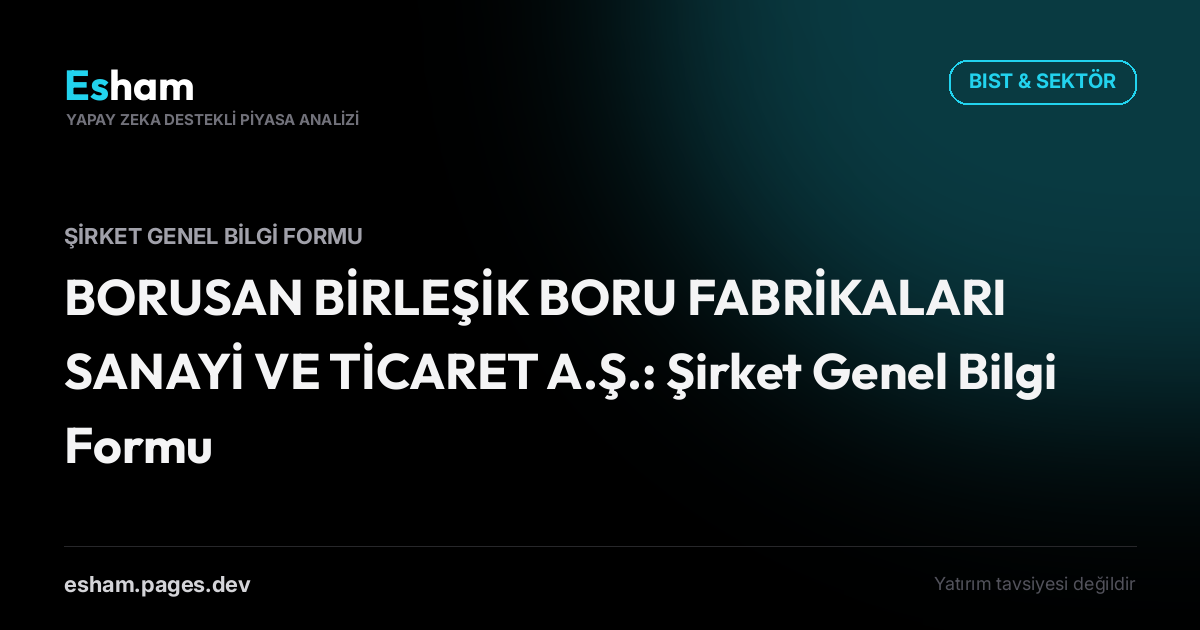 Esham
YAPAY ZEKA DESTEKLİ PİYASA ANALİZİ
BIST & SEKTÖR
ŞİRKET GENEL BİLGİ FORMU
BORUSAN BİRLEŞİK BORU FABRİKALARI
SANAYİ VE TİCARET A.Ş.: Şirket Genel Bilgi
Formu
esham.pages.dev
Yatırım tavsiyesi değildir